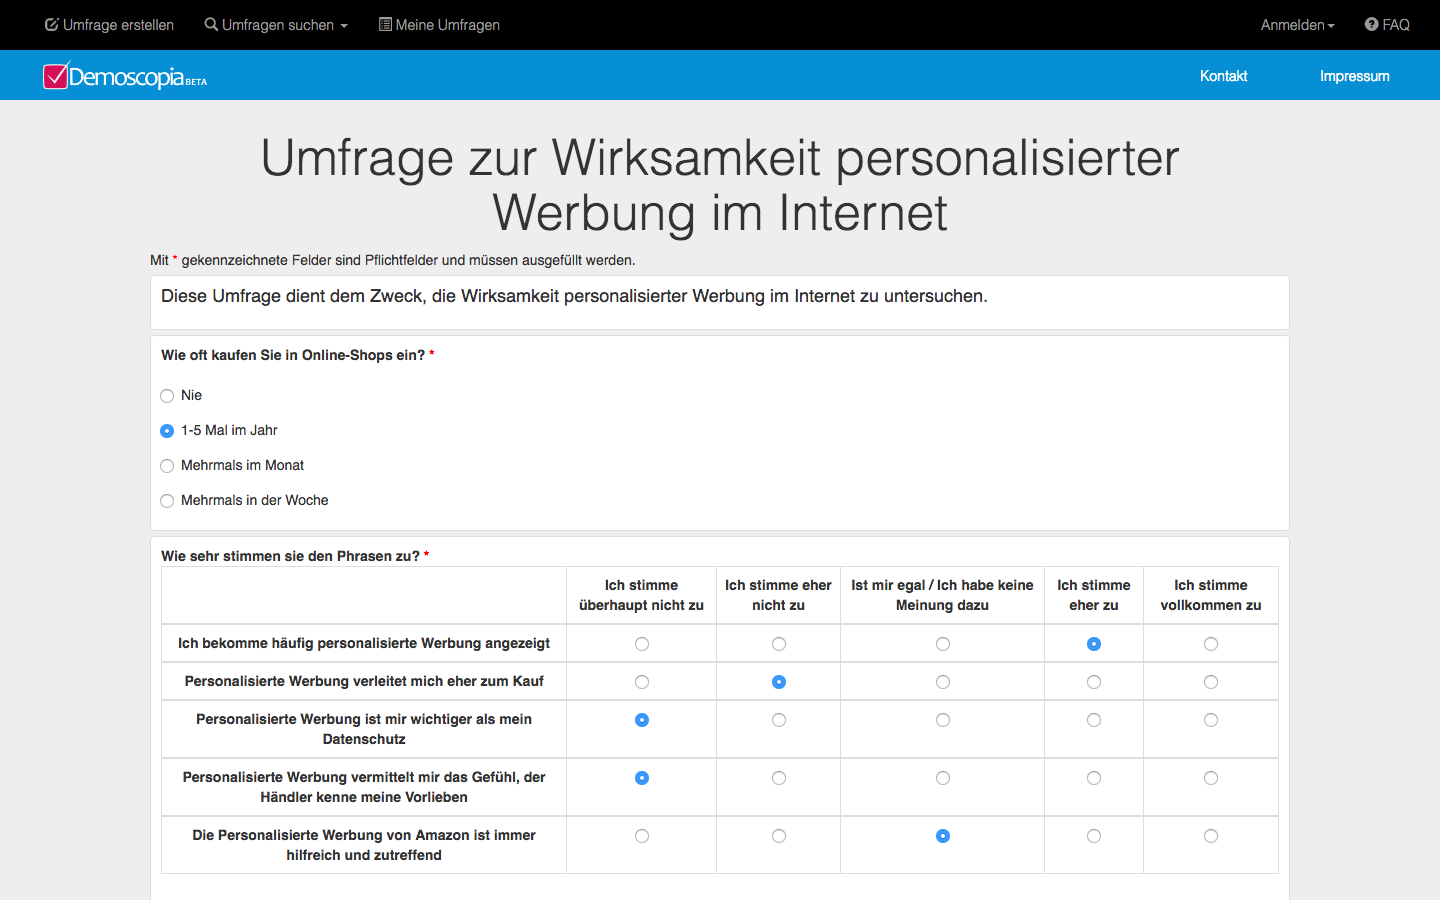 Umfrage erstellen Umfragen suchen Meine Umfragen Anmelden FAQ
Demoscopia BETA Kontakt Impressum
Umfrage zur Wirksamkeit personalisierter
Werbung im Internet
Mit * gekennzeichnete Felder sind Pflichtfelder und müssen ausgefüllt werden.
Diese Umfrage dient dem Zweck, die Wirksamkeit personalisierter Werbung im Internet zu untersuchen.
Wie oft kaufen Sie in Online-Shops ein? *
Nie
1-5 Mal im Jahr
Mehrmals im Monat
Mehrmals in der Woche
Wie sehr stimmen sie den Phrasen zu? *
Ich stimme
überhaupt nicht zu
Ich stimme eher
nicht zu
Ist mir egal / Ich habe keine
Meinung dazu
Ich stimme
eher zu
Ich stimme
vollkommen zu
Ich bekomme häufig personalisierte Werbung angezeigt
Personalisierte Werbung verleitet mich eher zum Kauf
Personalisierte Werbung ist mir wichtiger als mein
Datenschutz
Personalisierte Werbung vermittelt mir das Gefühl, der
Händler kenne meine Vorlieben
Die Personalisierte Werbung von Amazon ist immer
hilfreich und zutreffend